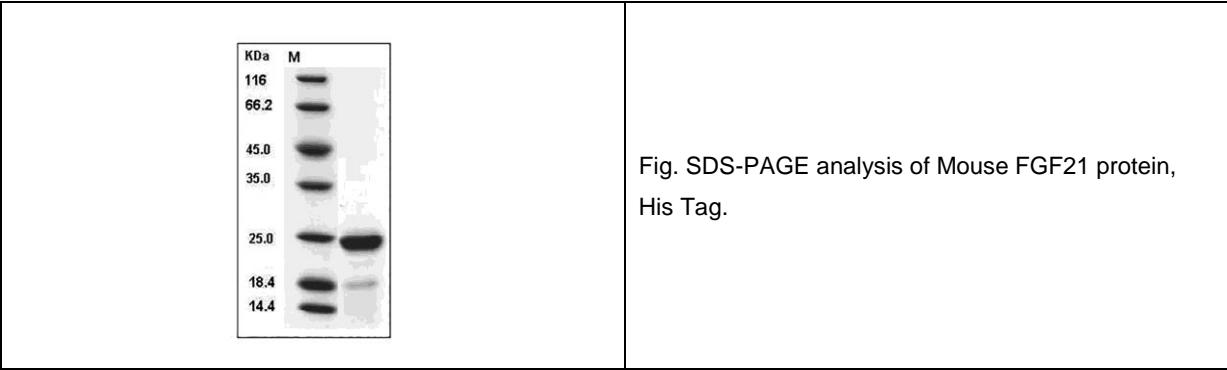 KDa M
116
66.2
45.0
35.0
25.0
18.4
14.4
Fig. SDS-PAGE analysis of Mouse FGF21 protein,
His Tag.